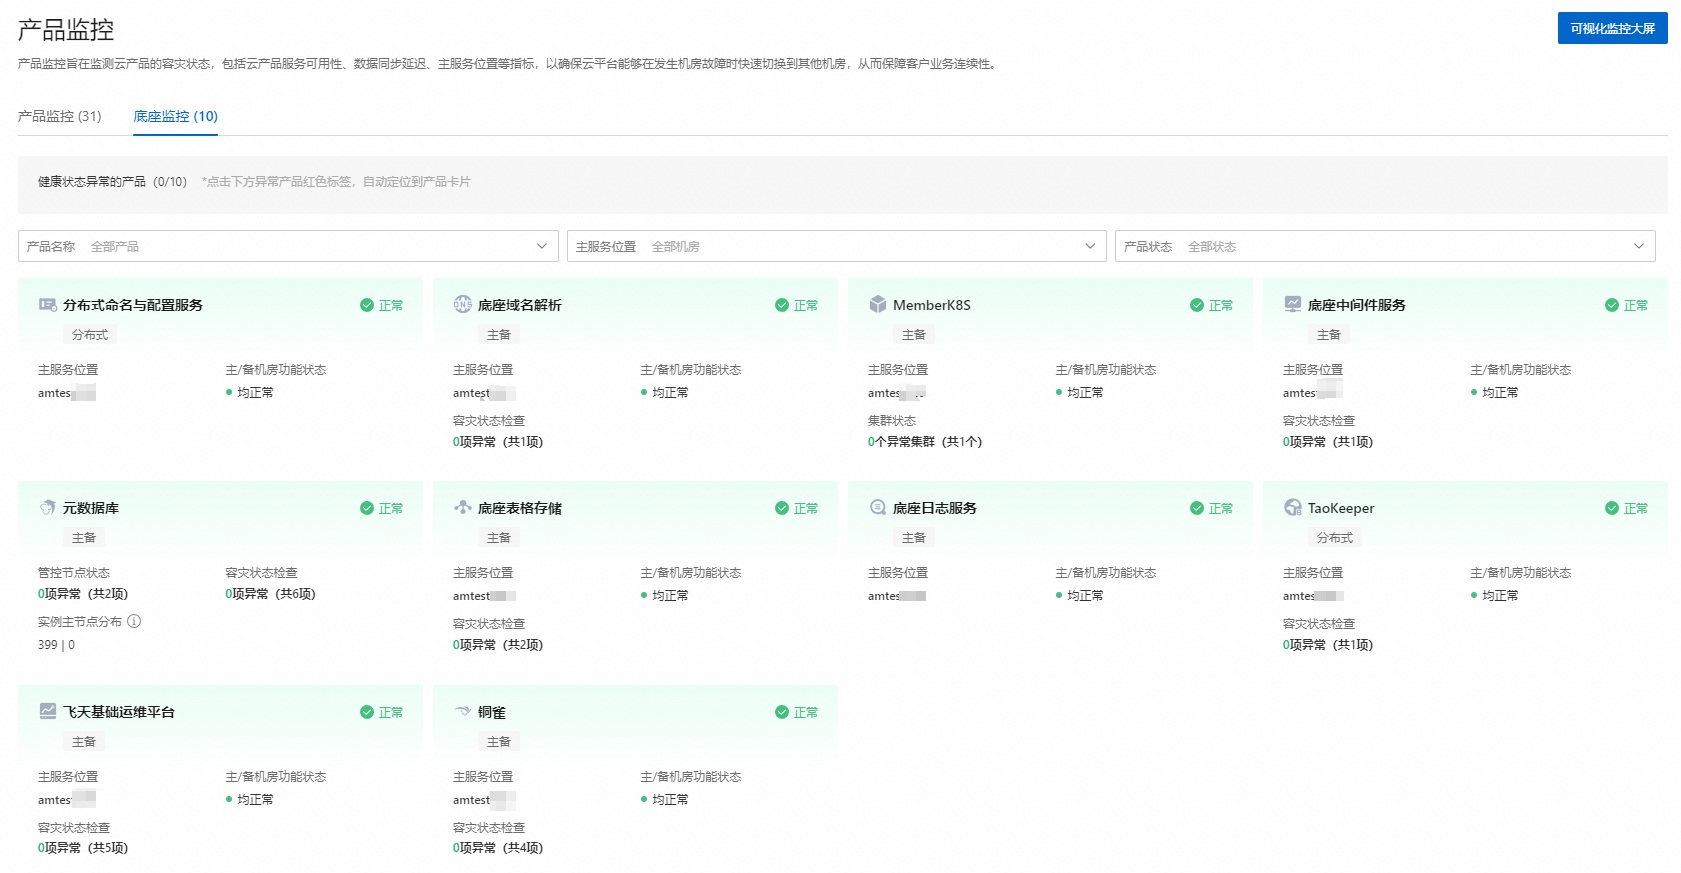 产品监控
可视化监控大屏
产品监控旨在监测云产品的容灾状态，包括云产品服务可用性、数据同步延迟、主服务位置等指标，以确保云平台能够在发生机房故障时快速切换到其他机房，从而保障客户业务连续性。
产品监控 (31)
底座监控 (10)
健康状态异常的产品（0/10） *点击下方异常产品红色标签，自动定位到产品卡片
产品名称 全部产品
主服务位置 全部机房
产品状态 全部状态
分布式命名与配置服务 正常
分布式
主服务位置 主/备机房功能状态
amtes 均正常
底座域名解析 正常
主备
主服务位置 主/备机房功能状态
amtest 均正常
容灾状态检查
0项异常（共1项）
MemberK8S 正常
主备
主服务位置 主/备机房功能状态
amtes 均正常
集群状态
0个异常集群（共1个）
底座中间件服务 正常
主备
主服务位置 主/备机房功能状态
amtes 均正常
容灾状态检查
0项异常（共1项）
元数据库 正常
主备
管控节点状态 容灾状态检查
0项异常（共2项） 0项异常（共6项）
实例主节点分布
399 | 0
底座表格存储 正常
主备
主服务位置 主/备机房功能状态
amtest 均正常
容灾状态检查
0项异常（共2项）
底座日志服务 正常
主备
主服务位置 主/备机房功能状态
amtes 均正常
TaoKeeper 正常
分布式
主服务位置 主/备机房功能状态
amtes 均正常
容灾状态检查
0项异常（共1项）
飞天基础运维平台 正常
主备
主服务位置 主/备机房功能状态
amtes 均正常
容灾状态检查
0项异常（共5项）
铜雀 正常
主备
主服务位置 主/备机房功能状态
amtest 均正常
容灾状态检查
0项异常（共4项）